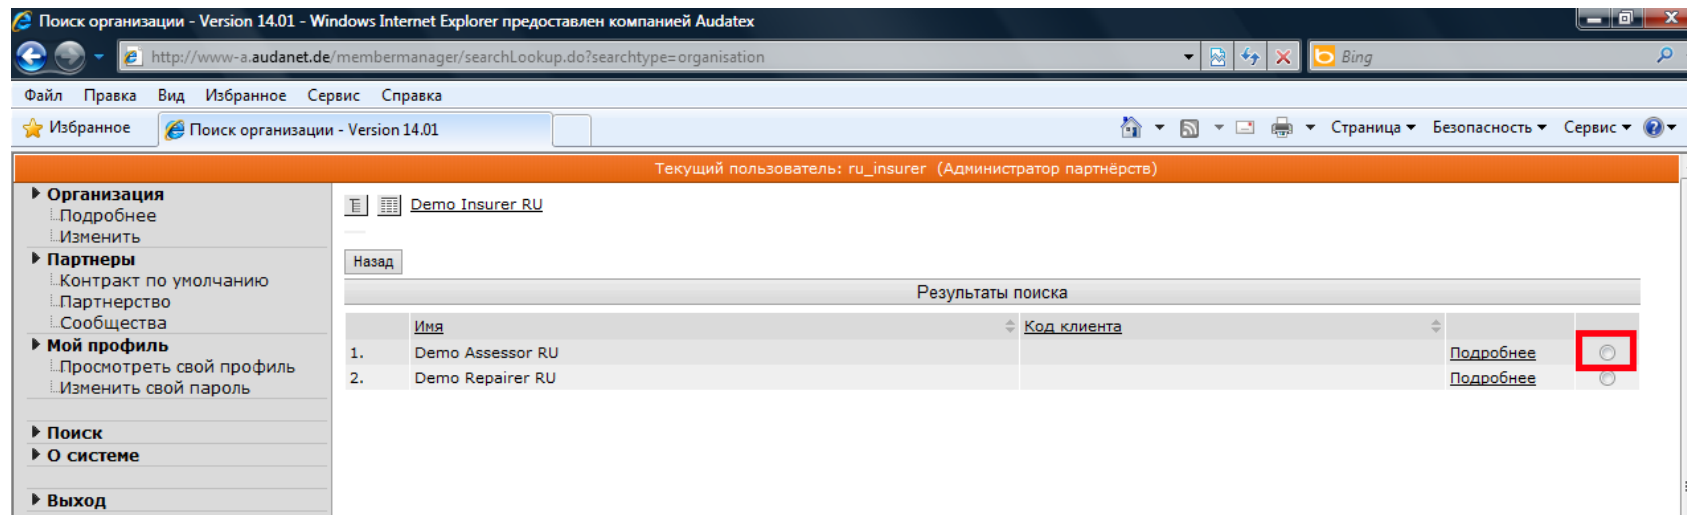 Поиск организации - Version 14.01 - Windows Internet Explorer предоставлен компанией Audatex
http://www-a.audanet.de/membermanager/searchLookup.do?searchtype=organisation
Bing
Файл Правка Вид Избранное Сервис Справка
Избранное
Поиск организации - Version 14.01
Страница Безопасность Сервис
Текущий пользователь: ru_insurer (Администратор партнёрств)
Организация
Подробнее
Изменить
Партнеры
Контракт по умолчанию
Партнерство
Сообщества
Мой профиль
Просмотреть свой профиль
Изменить свой пароль
Поиск
О системе
Выход
Demo Insurer RU
Назад
Результаты поиска
Имя Код клиента
1. Demo Assessor RU Подробнее
2. Demo Repairer RU Подробнее